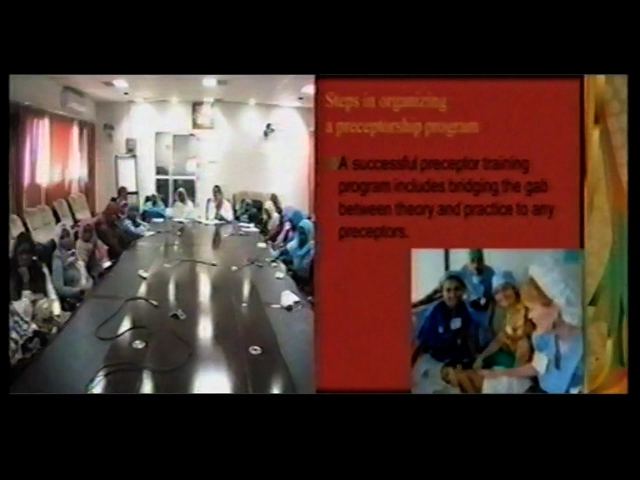 Steps in organizing
a preceptorship program
A successful preceptor training
program includes bridging the gab
between theory and practice to any
preceptors.